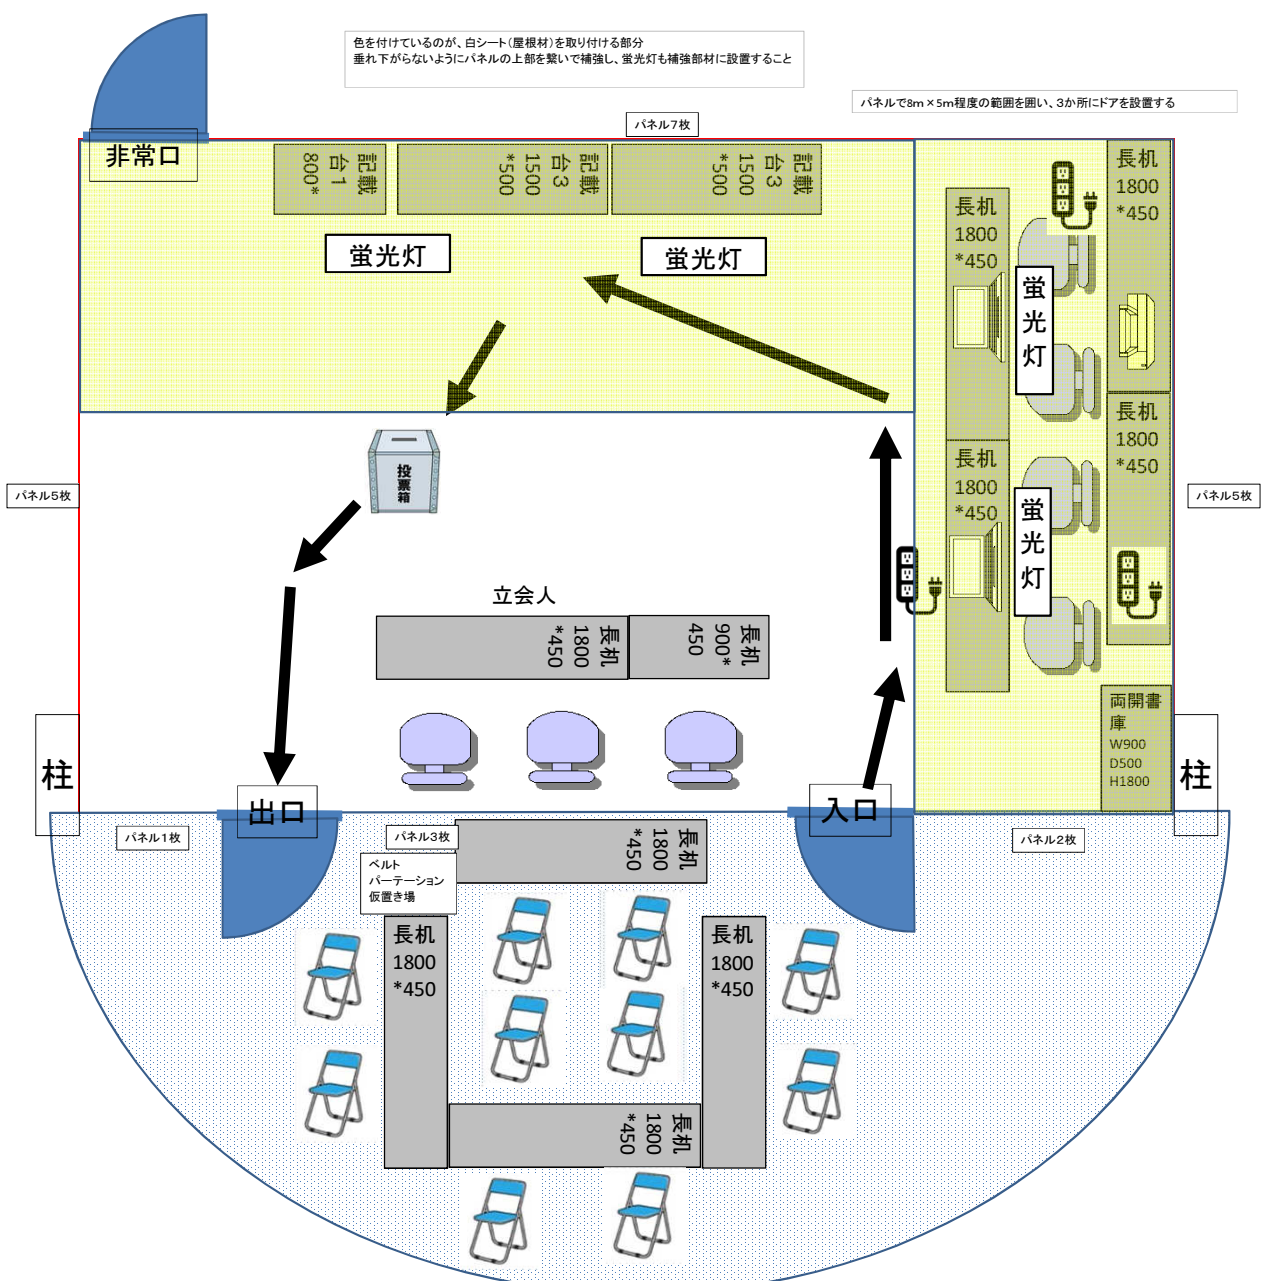 色を付けているのが、白シート(屋根材)を取り付ける部分
垂れ下がらないようにパネルの上部を繋いで補強し、蛍光灯も補強部材に設置すること
パネルで8m×5m程度の範囲を囲い、3か所にドアを設置する
パネル7枚
非常口
記載
台1
800*
記載
台3
1500
*500
記載
台3
1500
*500
長机
1800
*450
長机
1800
*450
蛍光灯
蛍光灯
蛍光灯
長机
1800
*450
長机
1800
*450
蛍光灯
投票箱
パネル5枚
パネル5枚
立会人
長机
1800
*450
長机
900*
450
両開書
庫
W900
D500
H1800
柱
柱
出口
入口
パネル1枚
パネル3枚
パネル2枚
長机
1800
*450
ベルト
パーテーション
仮置き場
長机
1800
*450
長机
1800
*450
長机
1800
*450